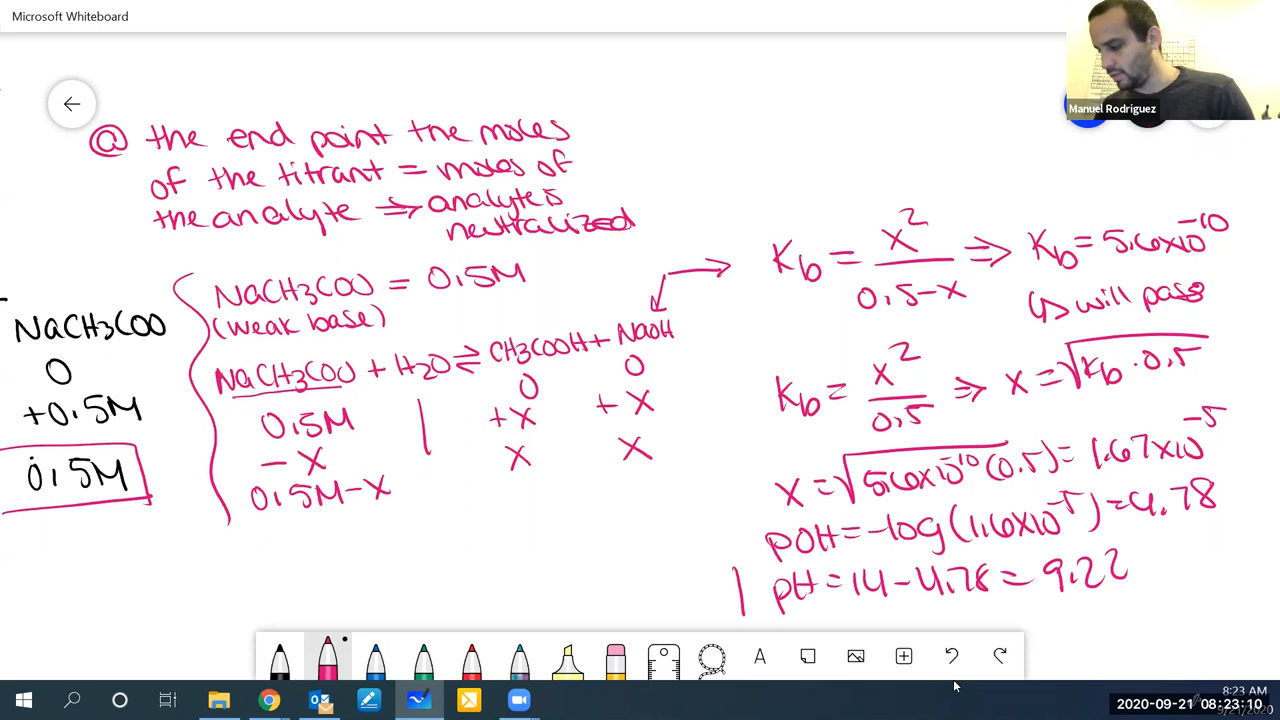 Microsoft Whiteboard
Manuel Rodriguez
@ the end point the moles
of the titrant = moles of
the analyte ⇒ analyte is
neutralized
NaCH3COO
0
+0.5M
0.5M
NaCH3COO = 0.5M
(weak base)
NaCH3COO + H2O ⇌ CH3COOH + NaOH
0.5M | 0 0
-X +X +X
0.5M-X X X
Kb = x²/(0.5-x) ⇒ Kb = 5.6x10^-10
↳ will pass
Kb = x²/0.5 ⇒ x = √(Kb·0.5)
x = √(5.6x10^-10(0.5)) = 1.67x10^-5
pOH = -log(1.6x10^-5) = 4.78
pH = 14 - 4.78 = 9.22
A
8:23 AM
2020-09-21 08:23:10
9/21/2020